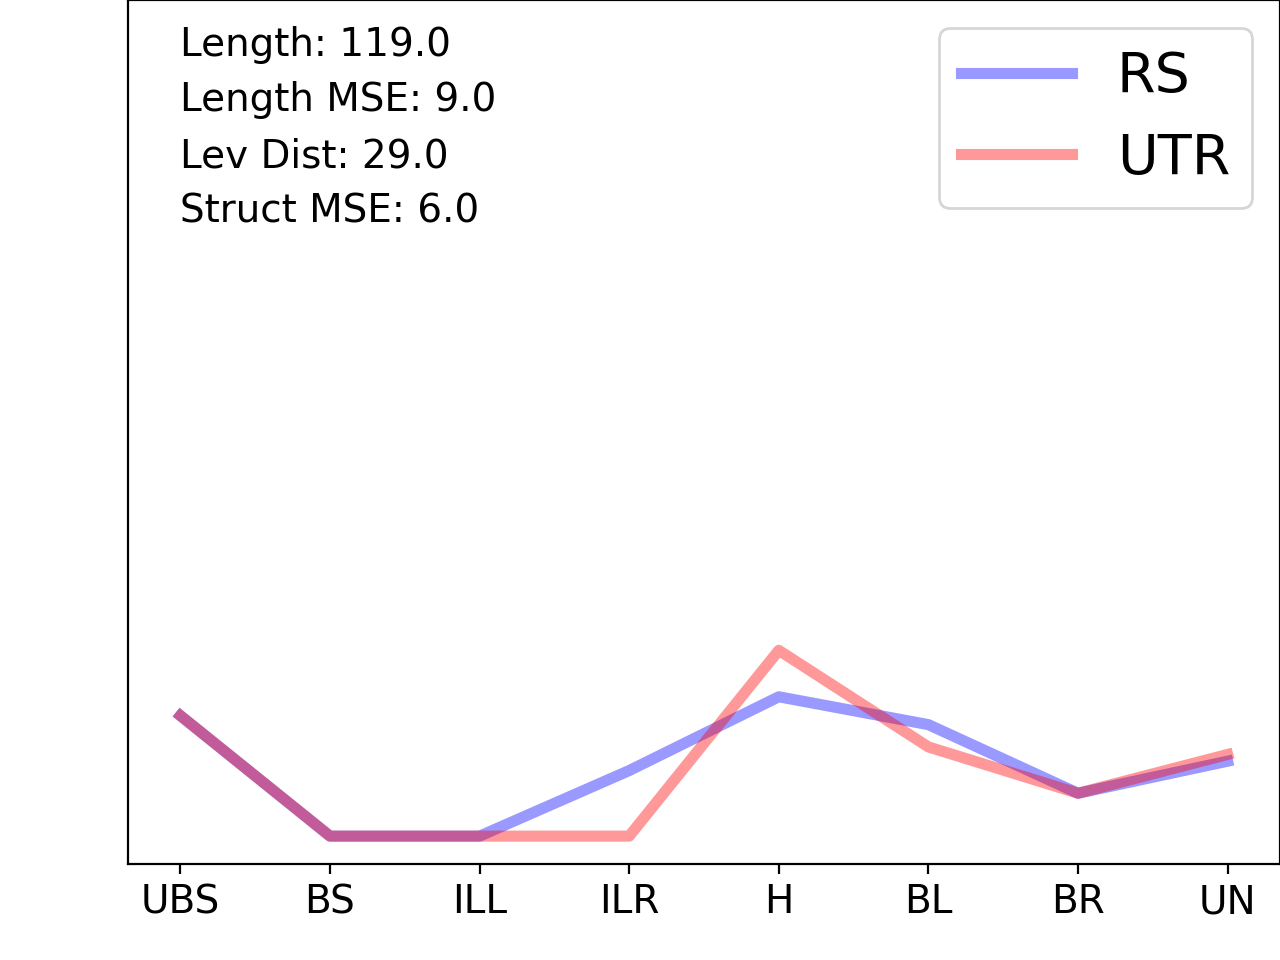 Length: 119.0
Length MSE: 9.0
Lev Dist: 29.0
Struct MSE: 6.0
RS
UTR
UBS BS ILL ILR H BL BR UN